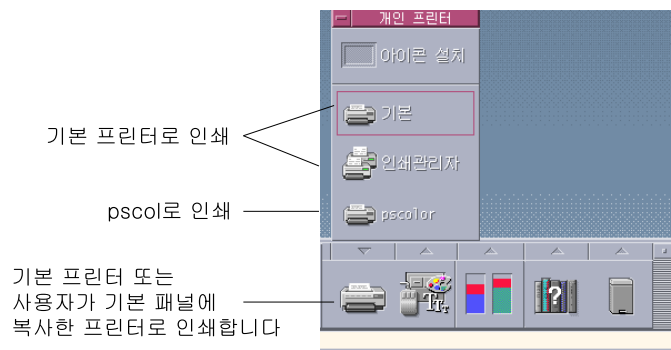 개인 프린터
아이콘 설치
기본
기본 프린터로 인쇄
인쇄관리자
pscol로 인쇄
pscolor
기본 프린터 또는
사용자가 기본 패널에
복사한 프린터로 인쇄합니다